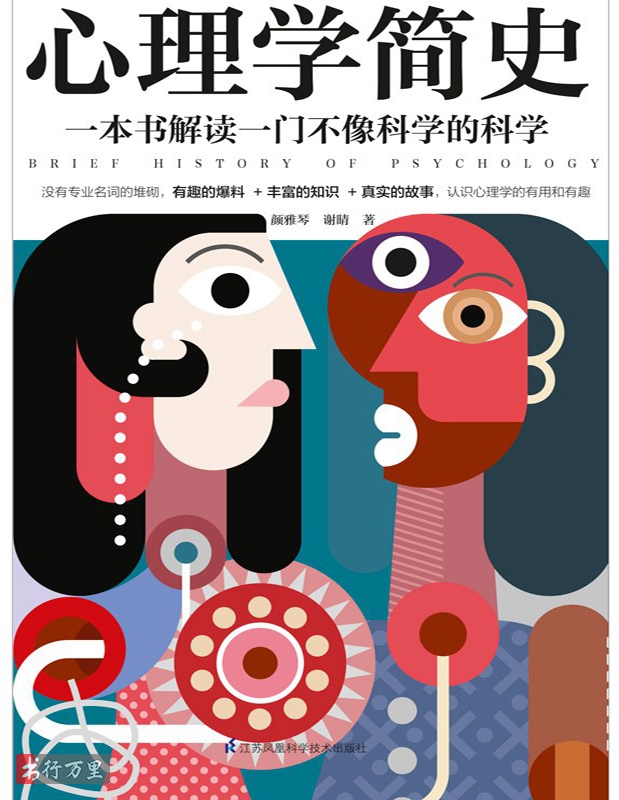 心理学简史
一本书解读一门不像科学的科学
BRIEF HISTORY OF PSYCHOLOGY
没有专业名词的堆砌，有趣的爆料 + 丰富的知识 + 真实的故事，认识心理学的有用和有趣
颜雅琴 谢晴 著
江苏凤凰科学技术出版社
书行万里